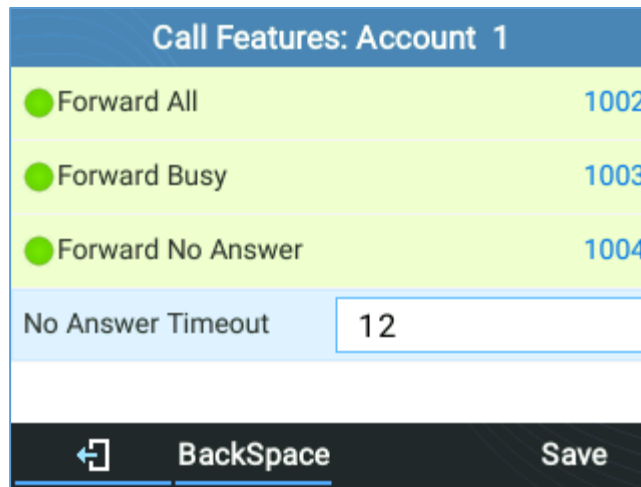 Call Features: Account 1
Forward All 1002
Forward Busy 1003
Forward No Answer 1004
No Answer Timeout 12
BackSpace Save